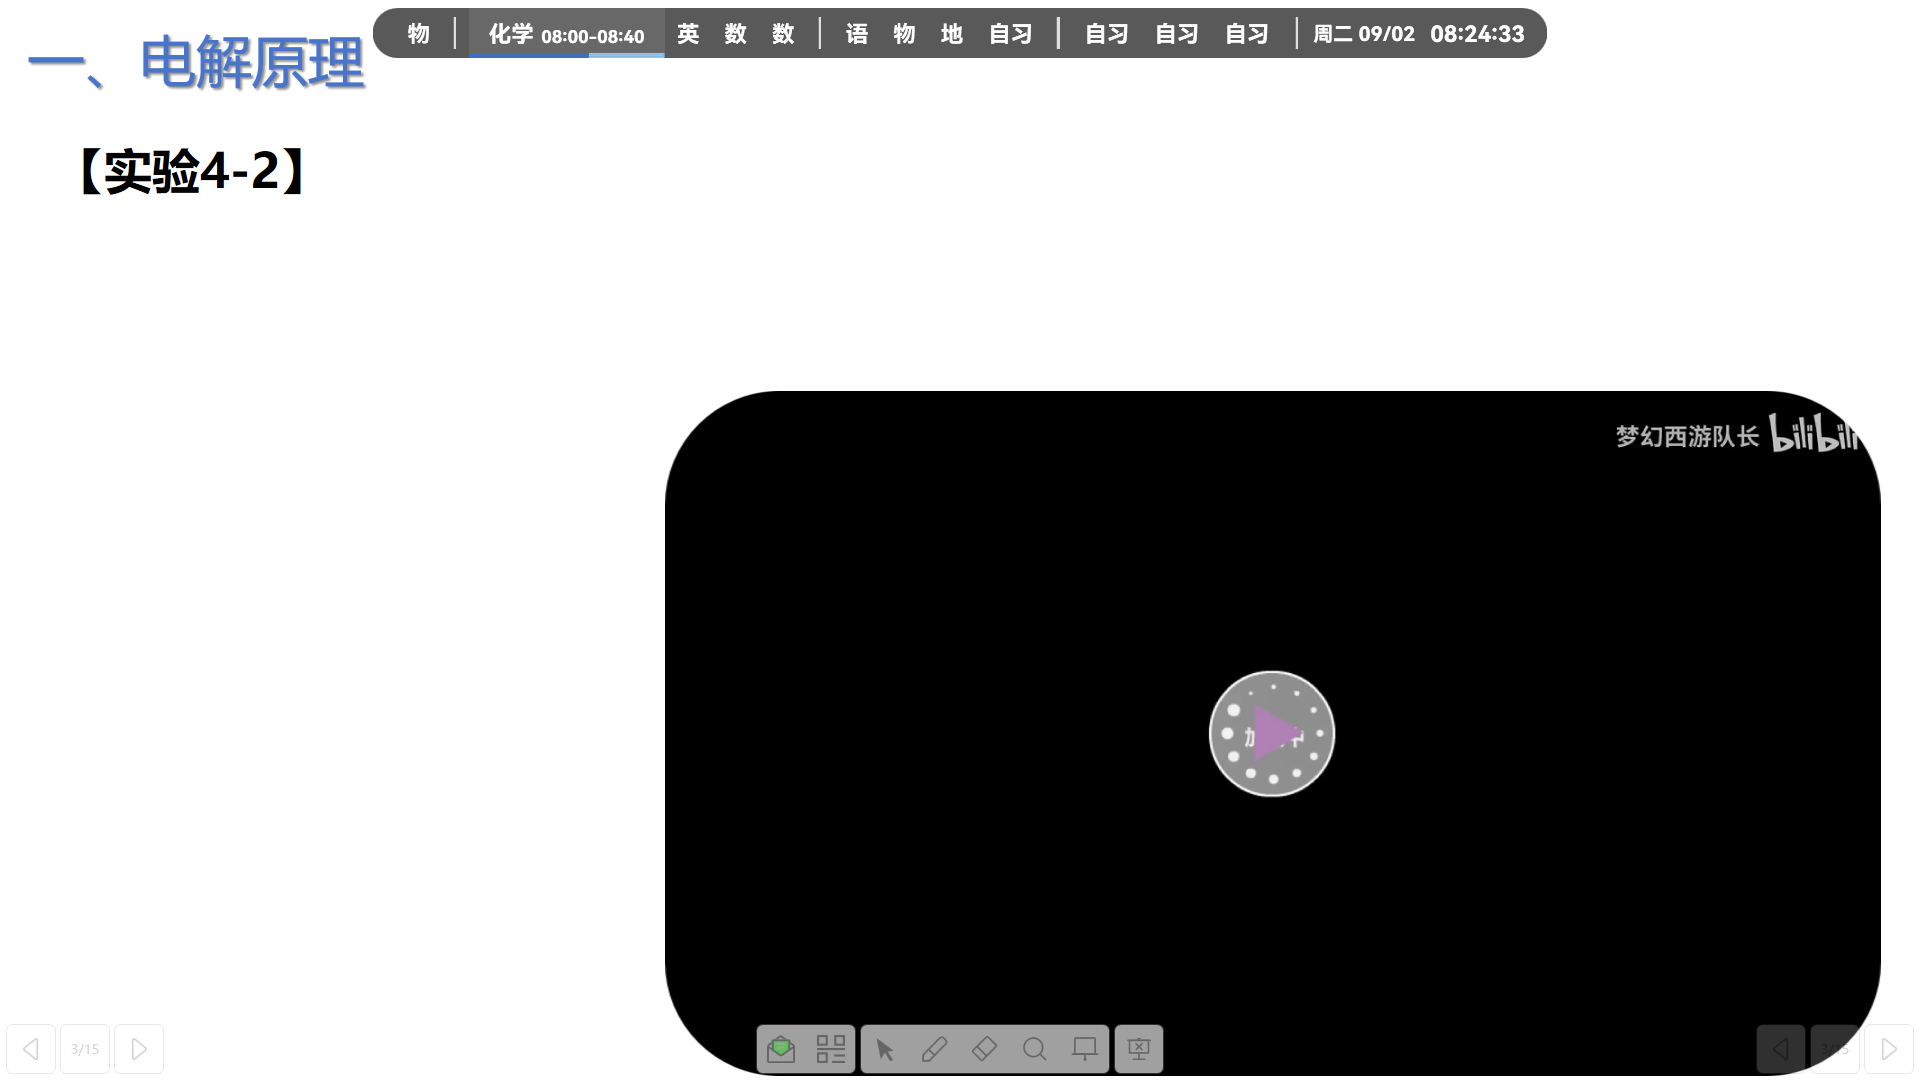 物 化学 08:00-08:40 英 数 数 语 物 地 自习 自习 自习 自习 周二 09/02 08:24:33
一、电解原理
【实验4-2】
梦幻西游队长 bilibili
3/15
3/15